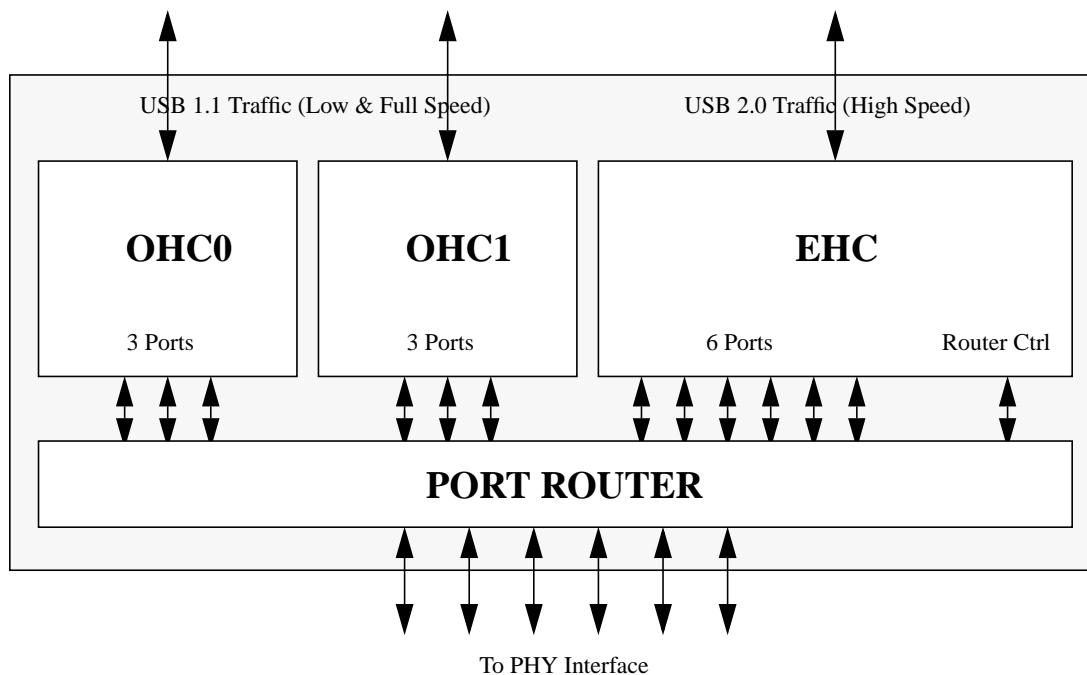 USB 1.1 Traffic (Low & Full Speed)
USB 2.0 Traffic (High Speed)
OHC0
OHC1
EHC
3 Ports
3 Ports
6 Ports
Router Ctrl
PORT ROUTER
To PHY Interface